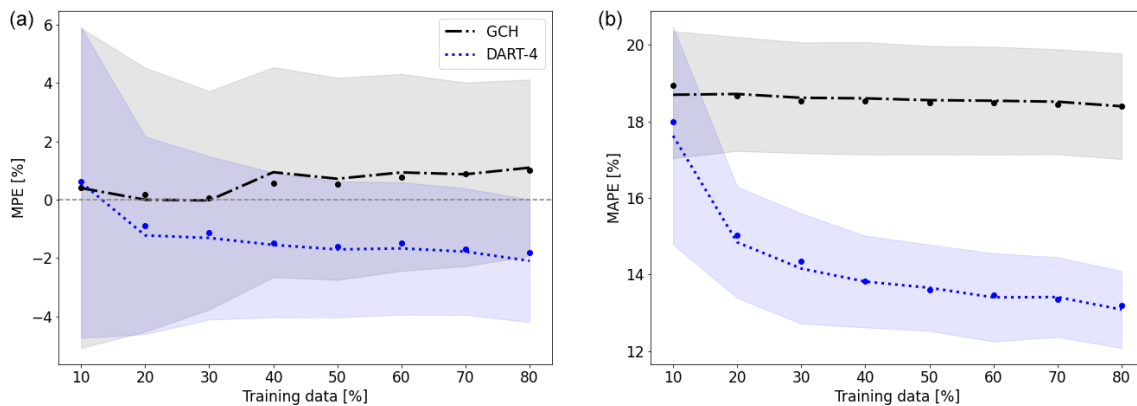 (a)
MPE [%]
6
4
2
0
−2
−4
GCH
DART-4
10 20 30 40 50 60 70 80
Training data [%]
(b)
MAPE [%]
20
18
16
14
12
10 20 30 40 50 60 70 80
Training data [%]